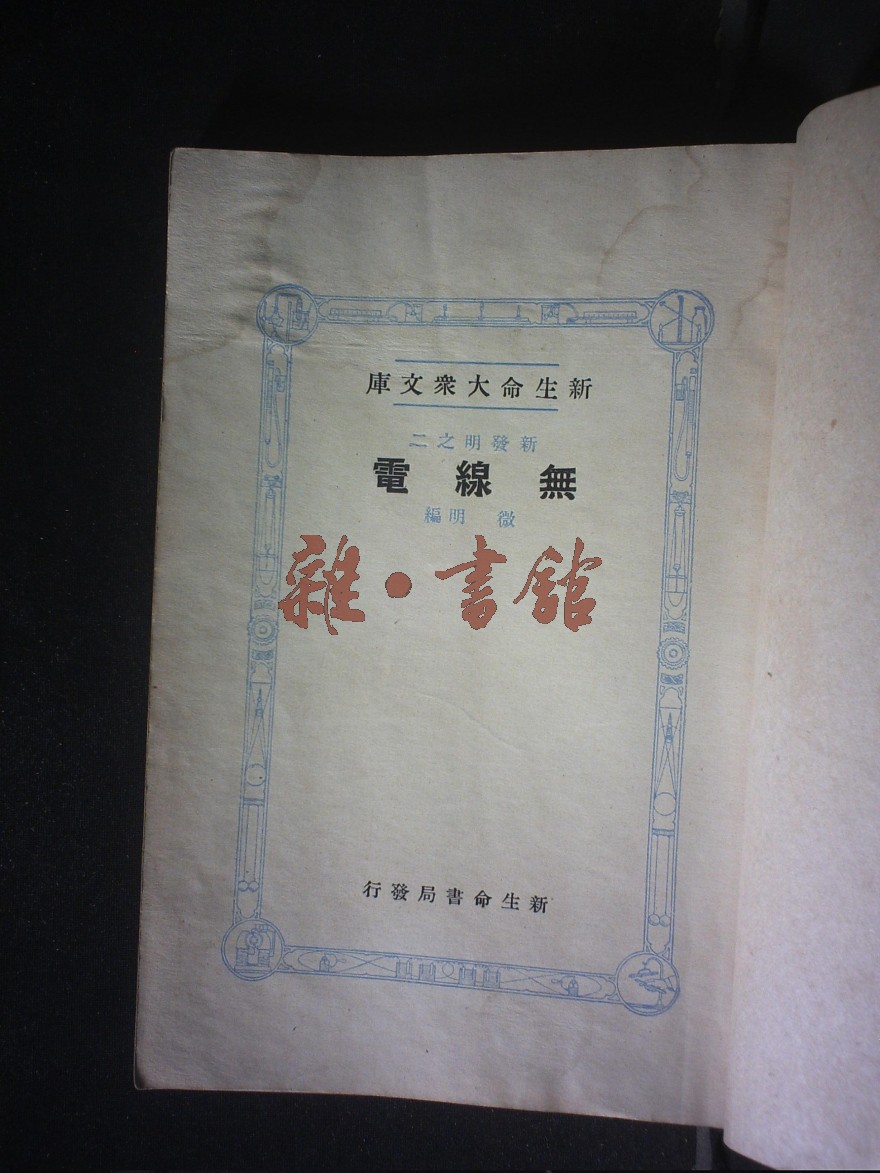 新生命大衆文庫
新發明之二
無線電
微明編
雜•書館
新生命書局發行